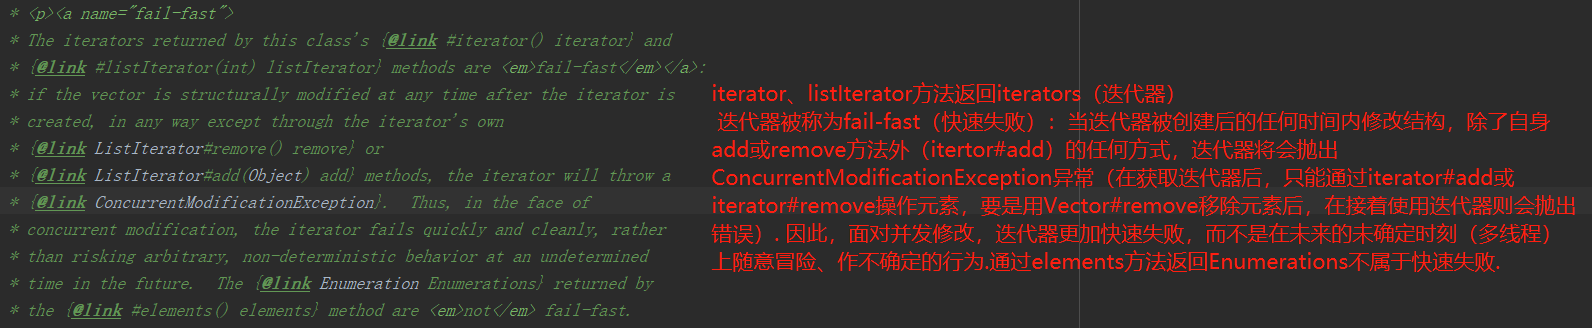 * <p><a name="fail-fast">
* The iterators returned by this class's {@link #iterator() iterator} and
* {@link #listIterator(int) listIterator} methods are <em>fail-fast</em></a>:
* if the vector is structurally modified at any time after the iterator is
* created, in any way except through the iterator's own
* {@link ListIterator#remove() remove} or
* {@link ListIterator#add(Object) add} methods, the iterator will throw a
* {@link ConcurrentModificationException}.  Thus, in the face of
* concurrent modification, the iterator fails quickly and cleanly, rather
* than risking arbitrary, non-deterministic behavior at an undetermined
* time in the future.  The {@link Enumeration Enumerations} returned by
* the {@link #elements() elements} method are <em>not</em> fail-fast.
iterator、listIterator方法返回iterators（迭代器）
迭代器被称为fail-fast（快速失败）：当迭代器被创建后的任何时间内修改结构，除了自身
add或remove方法外（itertor#add）的任何方式，迭代器将会抛出
ConcurrentModificationException异常（在获取迭代器后，只能通过iterator#add或
iterator#remove操作元素，要是用Vector#remove移除元素后，在接着使用迭代器则会抛出
错误）. 因此，面对并发修改，迭代器更加快速失败，而不是在未来的未确定时刻（多线程）
上随意冒险、作不确定的行为.通过elements方法返回Enumerations不属于快速失败.